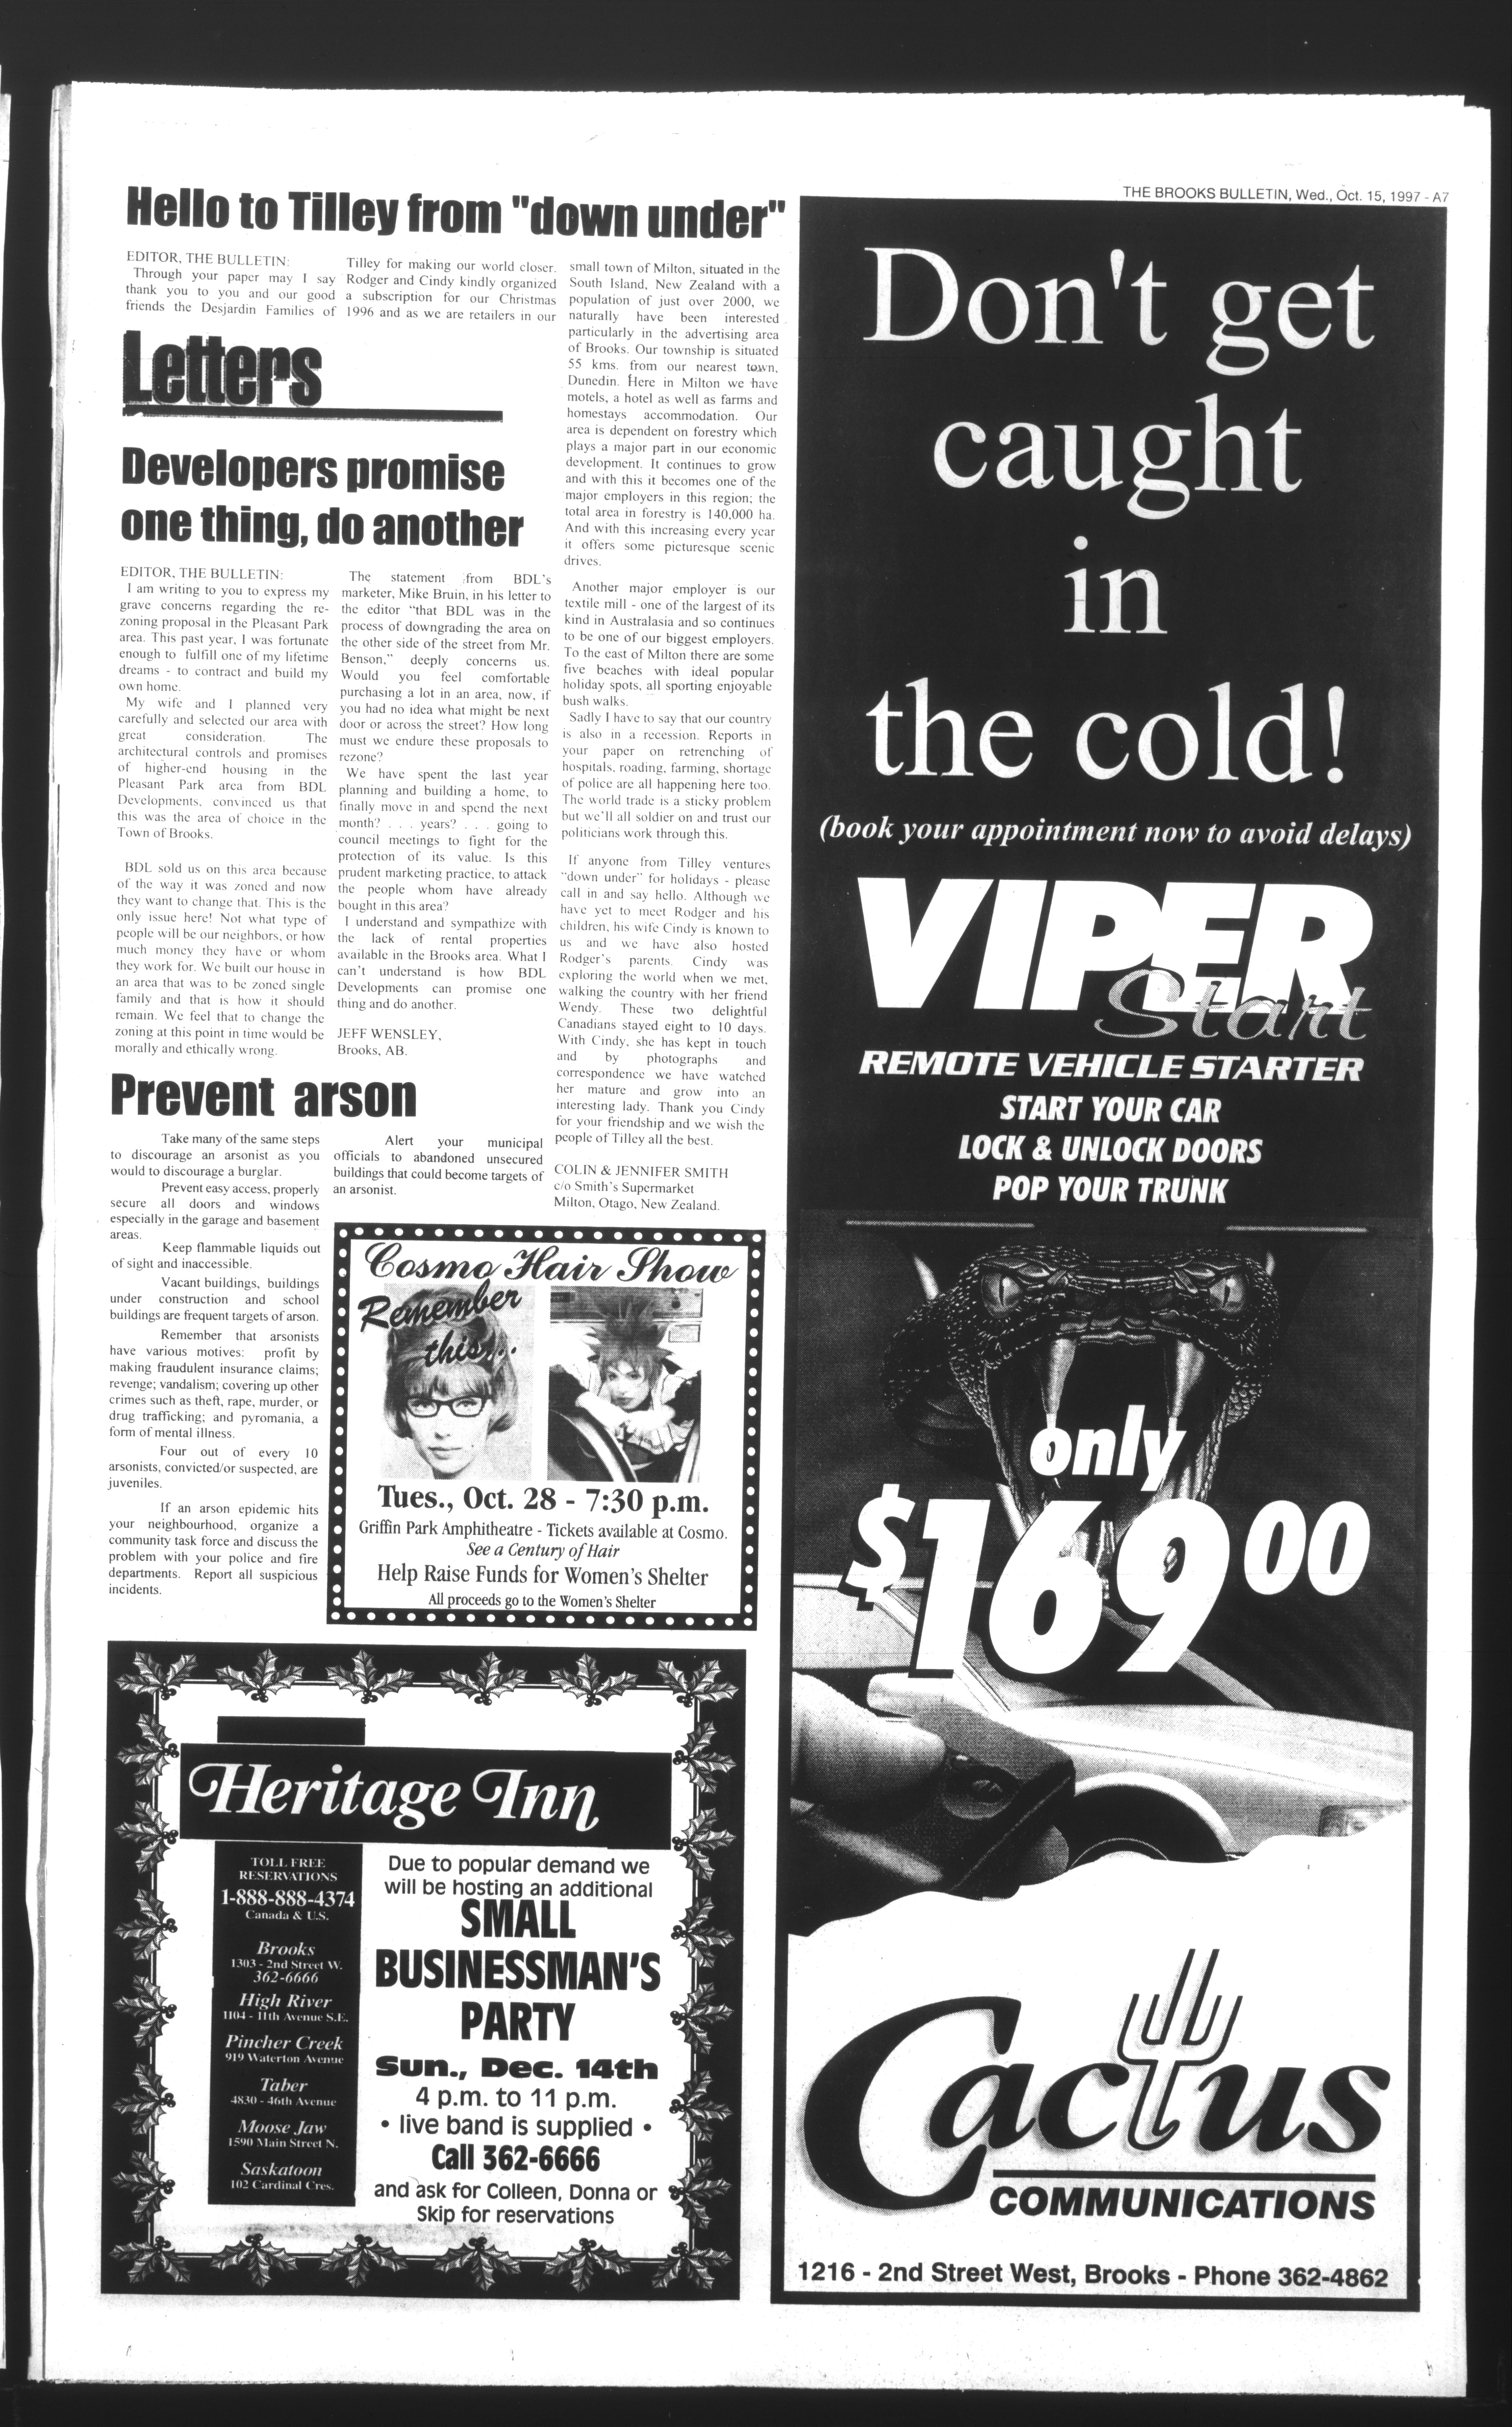 THE BROOKS BULLETIN, Wed., Oct. 15, 1997 - A7
Hello to Tilley from "down under"
EDITOR, THE BULLETIN:
Through your paper may I say
thank you to you and our good
friends the Desjardin Families of
Tilley for making our world closer.
Rodger and Cindy kindly organized
a subscription for our Christmas
1996 and as we are retailers in our
small town of Milton, situated in the
South Island, New Zealand with a
population of just over 2000, we
naturally have been interested
particularly in the advertising area
of Brooks. Our township is situated
55 kms. from our nearest town,
Dunedin. Here in Milton we have
motels, a hotel as well as farms and
homestays accommodation. Our
area is dependent on forestry which
plays a major part in our economic
development. It continues to grow
and with this it becomes one of the
major employers in this region; the
total area in forestry is 140,000 ha.
And with this increasing every year
it offers some picturesque scenic
drives.
Another major employer is our
textile mill - one of the largest of its
kind in Australasia and so continues
to be one of our biggest employers.
To the east of Milton there are some
five beaches with ideal popular
holiday spots, all sporting enjoyable
bush walks.
Sadly I have to say that our country
is also in a recession. Reports in
your paper on retrenching of
hospitals, roading, farming, shortage
of police are all happening here too.
The world trade is a sticky problem
but we'll all soldier on and trust our
politicians work through this.
If anyone from Tilley ventures
"down under" for holidays - please
call in and say hello. Although we
have yet to meet Rodger and his
children, his wife Cindy is known to
us and we have also hosted
Rodger's parents. Cindy was
exploring the world when we met,
walking the country with her friend
Wendy. These two delightful
Canadians stayed eight to 10 days.
With Cindy, she has kept in touch
and by photographs and
correspondence we have watched
her mature and grow into an
interesting lady. Thank you Cindy
for your friendship and we wish the
people of Tilley all the best.
COLIN & JENNIFER SMITH
c/o Smith's Supermarket
Milton, Otago, New Zealand.
Letters
Developers promise
one thing, do another
EDITOR, THE BULLETIN:
I am writing to you to express my
grave concerns regarding the re-
zoning proposal in the Pleasant Park
area. This past year, I was fortunate
enough to fulfill one of my lifetime
dreams - to contract and build my
own home.
My wife and I planned very
carefully and selected our area with
great consideration. The
architectural controls and promises
of higher-end housing in the
Pleasant Park area from BDL
Developments, convinced us that
this was the area of choice in the
Town of Brooks.
BDL sold us on this area because
of the way it was zoned and now
they want to change that. This is the
only issue here! Not what type of
people will be our neighbors, or how
much money they have or whom
they work for. We built our house in
an area that was to be zoned single
family and that is how it should
remain. We feel that to change the
zoning at this point in time would be
morally and ethically wrong.
The statement from BDL's
marketer, Mike Bruin, in his letter to
the editor "that BDL was in the
process of downgrading the area on
the other side of the street from Mr.
Benson," deeply concerns us.
Would you feel comfortable
purchasing a lot in an area, now, if
you had no idea what might be next
door or across the street? How long
must we endure these proposals to
rezone?
We have spent the last year
planning and building a home, to
finally move in and spend the next
month? . . . years? . . . going to
council meetings to fight for the
protection of its value. Is this
prudent marketing practice, to attack
the people whom have already
bought in this area?
I understand and sympathize with
the lack of rental properties
available in the Brooks area. What I
can't understand is how BDL
Developments can promise one
thing and do another.
JEFF WENSLEY,
Brooks, AB.
Prevent arson
Take many of the same steps
to discourage an arsonist as you
would to discourage a burglar.
Prevent easy access, properly
secure all doors and windows
especially in the garage and basement
areas.
Keep flammable liquids out
of sight and inaccessible.
Vacant buildings, buildings
under construction and school
buildings are frequent targets of arson.
Remember that arsonists
have various motives: profit by
making fraudulent insurance claims;
revenge; vandalism; covering up other
crimes such as theft, rape, murder, or
drug trafficking; and pyromania, a
form of mental illness.
Four out of every 10
arsonists, convicted/or suspected, are
juveniles.
If an arson epidemic hits
your neighbourhood, organize a
community task force and discuss the
problem with your police and fire
departments. Report all suspicious
incidents.
Alert your municipal
officials to abandoned unsecured
buildings that could become targets of
an arsonist.
Cosmo Hair Show
Remember
this...
Tues., Oct. 28 - 7:30 p.m.
Griffin Park Amphitheatre - Tickets available at Cosmo.
See a Century of Hair
Help Raise Funds for Women's Shelter
All proceeds go to the Women's Shelter
Heritage Inn
TOLL FREE
RESERVATIONS
1-888-888-4374
Canada & U.S.
Brooks
1303 - 2nd Street W.
362-6666
High River
1104 - 11th Avenue S.E.
Pincher Creek
919 Waterton Avenue
Taber
4830 - 46th Avenue
Moose Jaw
1590 Main Street N.
Saskatoon
102 Cardinal Cres.
Due to popular demand we
will be hosting an additional
SMALL
BUSINESSMAN'S
PARTY
Sun., Dec. 14th
4 p.m. to 11 p.m.
• live band is supplied •
Call 362-6666
and ask for Colleen, Donna or
Skip for reservations
Don't get
caught
in
the cold!
(book your appointment now to avoid delays)
VIPER
Start
REMOTE VEHICLE STARTER
START YOUR CAR
LOCK & UNLOCK DOORS
POP YOUR TRUNK
only
$169 00
Cactus
COMMUNICATIONS
1216 - 2nd Street West, Brooks - Phone 362-4862